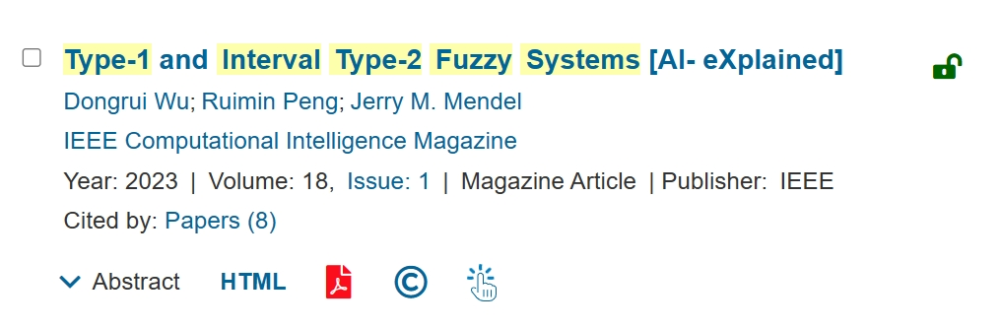 Type-1 and Interval Type-2 Fuzzy Systems [AI- eXplained]
Dongrui Wu; Ruimin Peng; Jerry M. Mendel
IEEE Computational Intelligence Magazine
Year: 2023 | Volume: 18, Issue: 1 | Magazine Article | Publisher: IEEE
Cited by: Papers (8)
Abstract HTML ©